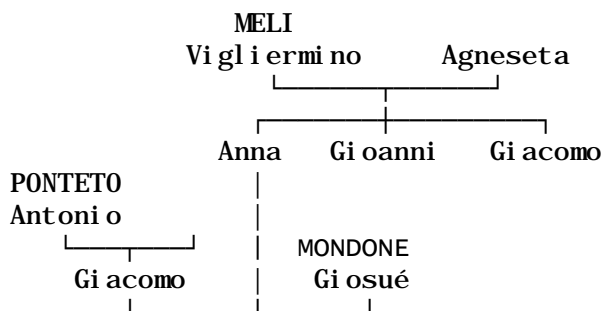 MELI
Vigliermino Agneseta
Anna Gioanni Giacomo
PONTETO
Antonio
MONDONE
Giacomo Giosué